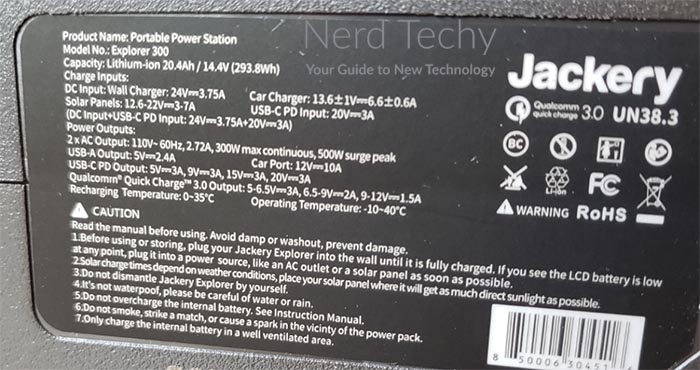 Nerd Techy
Your Guide to New Technology
Product Name: Portable Power Station
Model No.: Explorer 300
Capacity: Lithium-ion 20.4Ah / 14.4V (293.8Wh)
Charge Inputs:
DC Input: Wall Charger: 24V⎓3.75A Car Charger: 13.6±1V⎓6.6±0.6A
Solar Panels: 12.6-22V⎓3-7A USB-C PD Input: 20V⎓3A
(DC Input+USB-C PD Input: 24V⎓3.75A+20V⎓3A)
Power Outputs:
2 x AC Output: 110V~ 60Hz, 2.72A, 300W max continuous, 500W surge peak
USB-A Output: 5V⎓2.4A Car Port: 12V⎓10A
USB-C PD Output: 5V⎓3A, 9V⎓3A, 15V⎓3A, 20V⎓3A
Qualcomm® Quick Charge™ 3.0 Output: 5-6.5V⎓3A, 6.5-9V⎓2A, 9-12V⎓1.5A
Recharging Temperature: 0~35°C Operating Temperature: -10~40°C
CAUTION
Read the manual before using. Avoid damp or washout, prevent damage.
1.Before using or storing, plug your Jackery Explorer into the wall until it is fully charged. If you see the LCD battery is low
at any point, plug it into a power source, like an AC outlet or a solar panel as soon as possible.
2.Solar charge times depend on weather conditions, place your solar panel where it will get as much direct sunlight as possible.
3.Do not dismantle Jackery Explorer by yourself.
4.It's not waterproof, please be careful of water or rain.
5.Do not overcharge the internal battery. See Instruction Manual.
6.Do not smoke, strike a match, or cause a spark in the vicinty of the power pack.
7.Only charge the internal battery in a well ventilated area.
Jackery
Qualcomm
quick charge 3.0 UN38.3
BC
Li-ion FC
WARNING RoHS
8 50006 30451